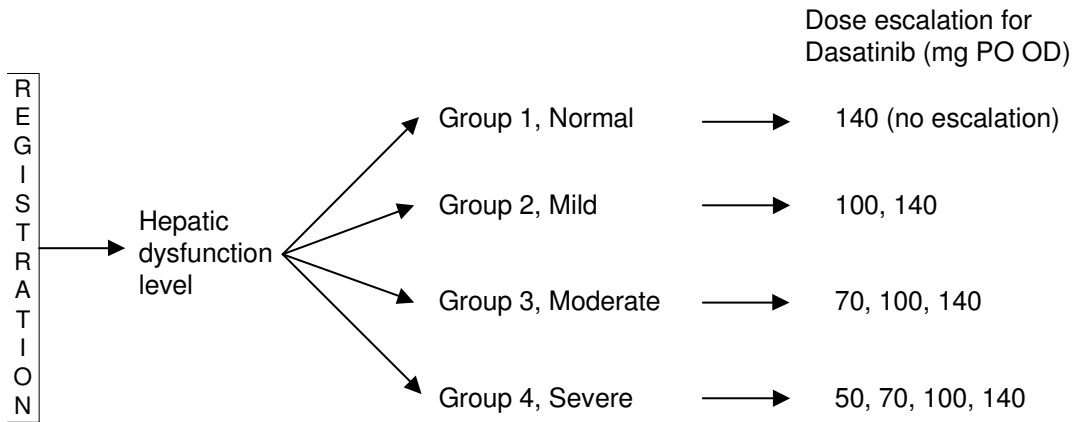 Dose escalation for
Dasatinib (mg PO OD)
REGISTRATION
Hepatic
dysfunction
level
Group 1, Normal
140 (no escalation)
Group 2, Mild
100, 140
Group 3, Moderate
70, 100, 140
Group 4, Severe
50, 70, 100, 140